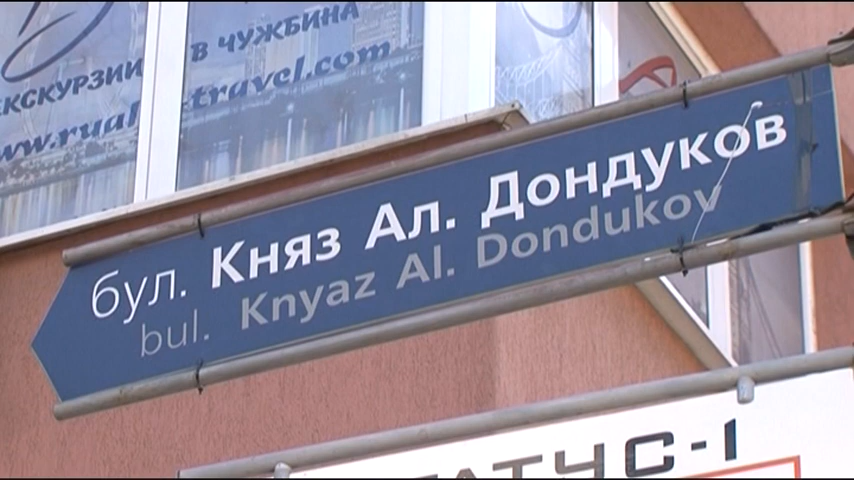 В ЧУЖБИНА
ЕКСКУРЗИИ
travel.com
бул. Княз Ал. Дондуков
bul. Knyaz Al. Dondukov